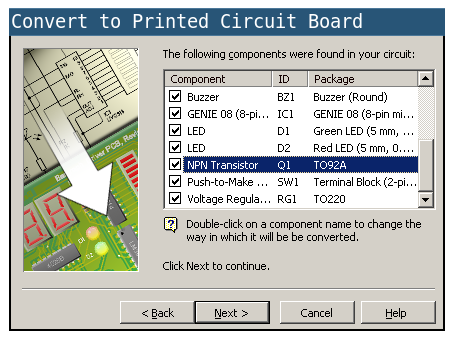 Convert to Printed Circuit Board
The following components were found in your circuit:
Component ID Package
Buzzer BZ1 Buzzer (Round)
GENIE 08 (8-pi... IC1 GENIE 08 (8-pin mi...
LED D1 Green LED (5 mm, ...
LED D2 Red LED (5 mm, 0....
NPN Transistor Q1 TO92A
Push-to-Make ... SW1 Terminal Block (2-pi...
Voltage Regula... RG1 TO220
Double-click on a component name to change the
way in which it will be be converted.
Click Next to continue.
< Back Next > Cancel Help